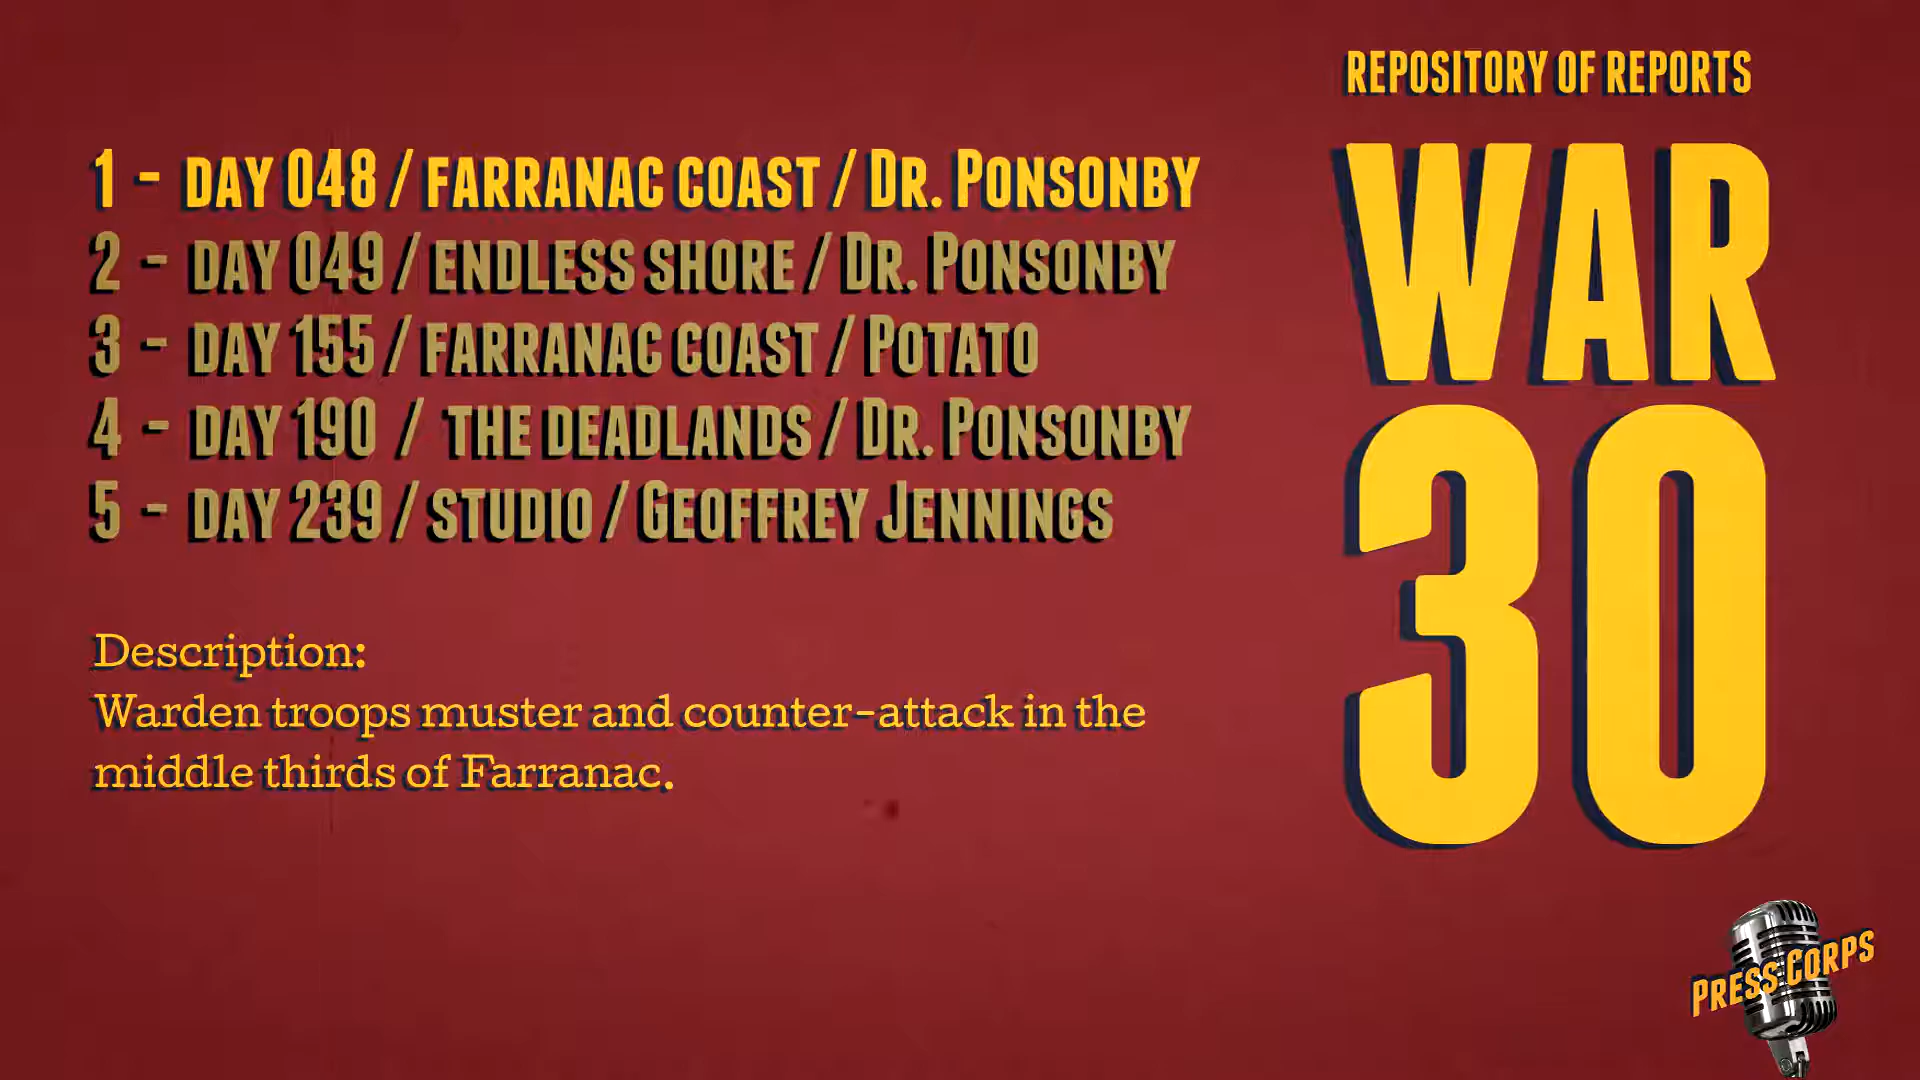 REPOSITORY OF REPORTS
WAR
30
1 - DAY 048 / FARRANAC COAST / DR. PONSONBY
2 - DAY 049 / ENDLESS SHORE / DR. PONSONBY
3 - DAY 155 / FARRANAC COAST / POTATO
4 - DAY 190 / THE DEADLANDS / DR. PONSONBY
5 - DAY 239 / STUDIO / GEOFFREY JENNINGS
Description:
Warden troops muster and counter-attack in the
middle thirds of Farranac.
PRESS CORPS